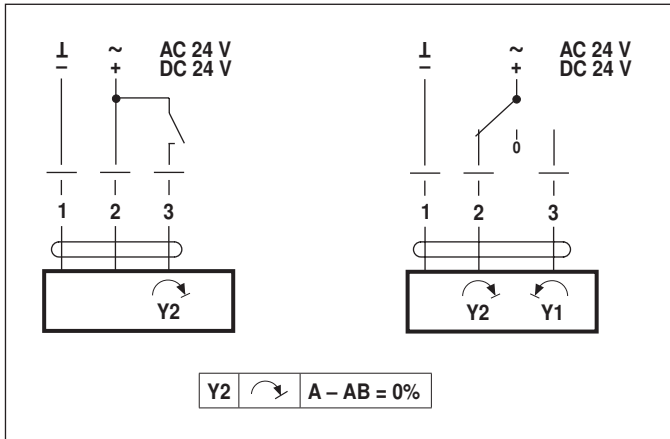 ⊥ ~ AC 24 V
− + DC 24 V
1 2 3
Y2
⊥ ~ AC 24 V
− + DC 24 V
0
1 2 3
Y2 Y1
Y2 A – AB = 0%